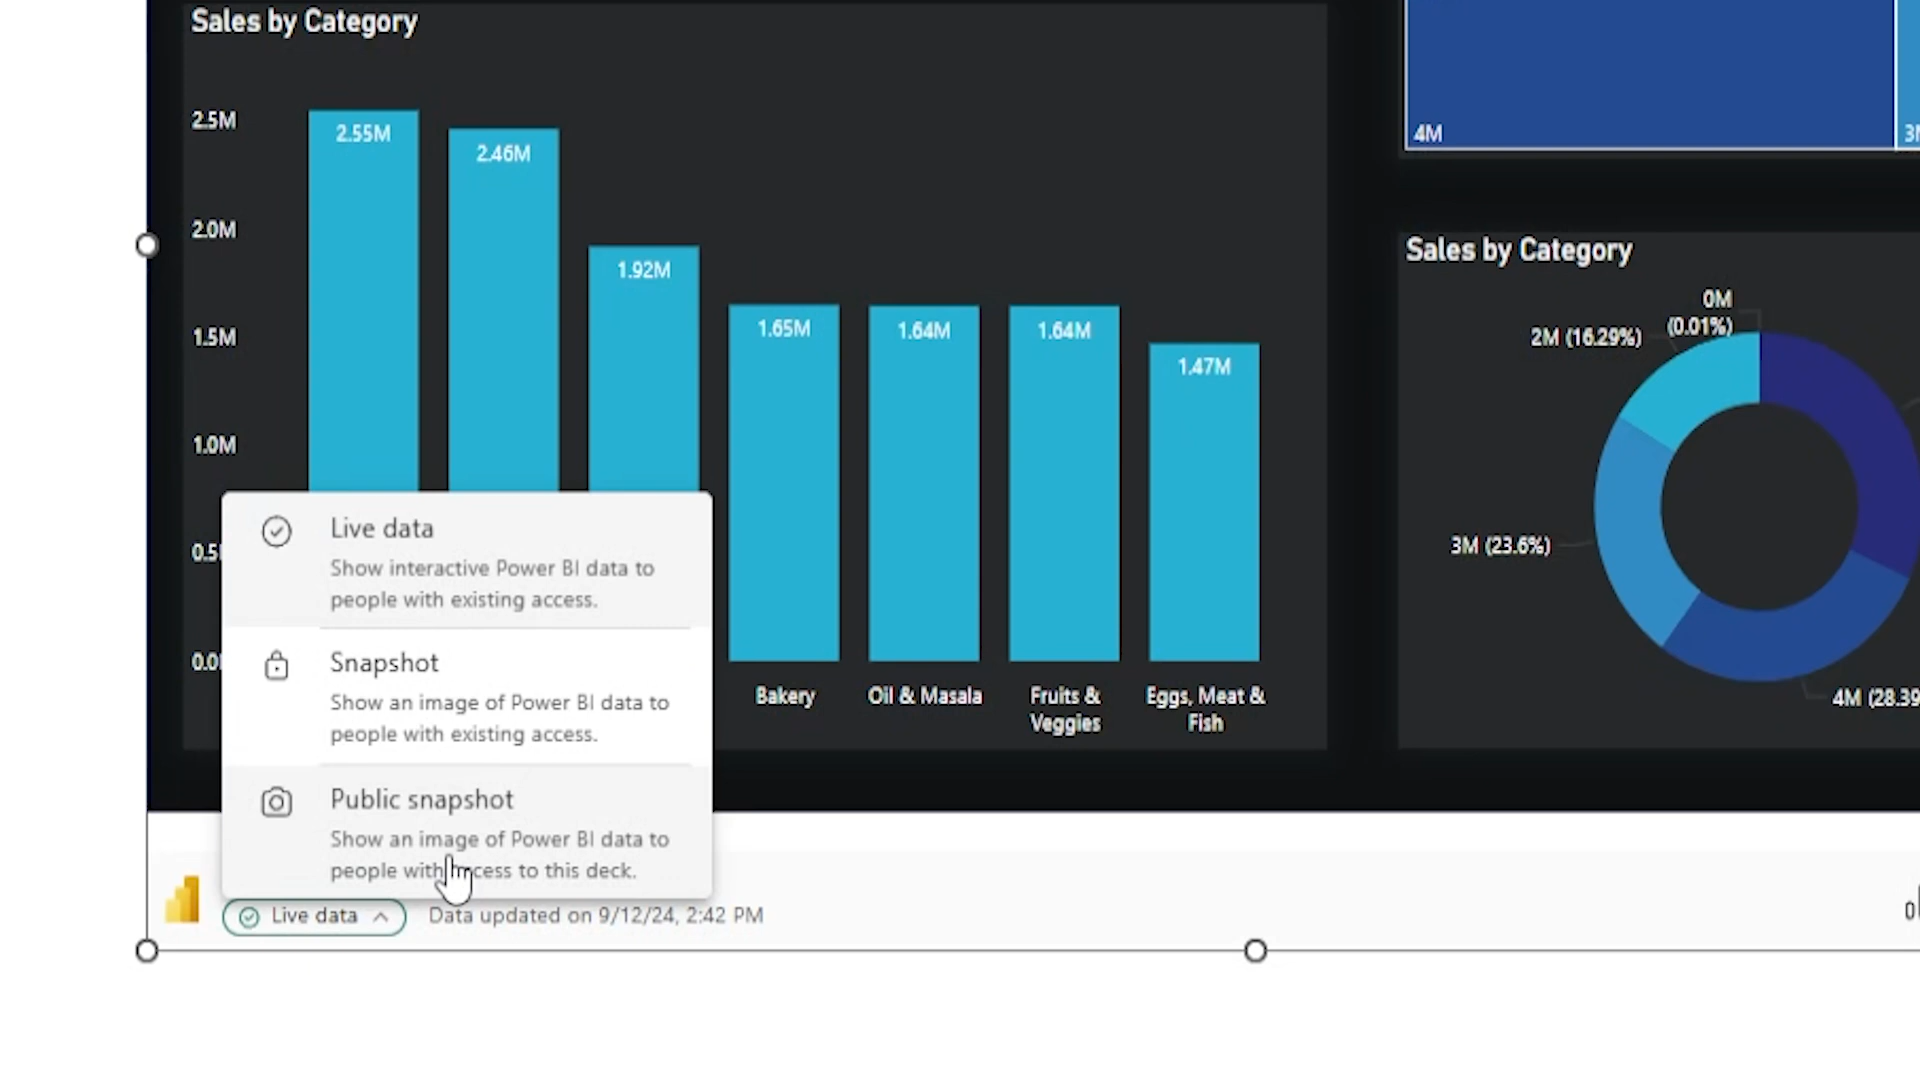 Sales by Category
2.5M
2.0M
1.5M
1.0M
2.55M
2.46M
1.92M
1.65M
1.64M
1.64M
1.47M
Bakery
Oil & Masala
Fruits &
Veggies
Eggs, Meat &
Fish
4M
Sales by Category
0M
(0.01%)
2M (16.29%)
3M (23.6%)
4M (28.39
Live data
Show interactive Power BI data to
people with existing access.
Snapshot
Show an image of Power BI data to
people with existing access.
Public snapshot
Show an image of Power BI data to
people with access to this deck.
Live data
Data updated on 9/12/24, 2:42 PM